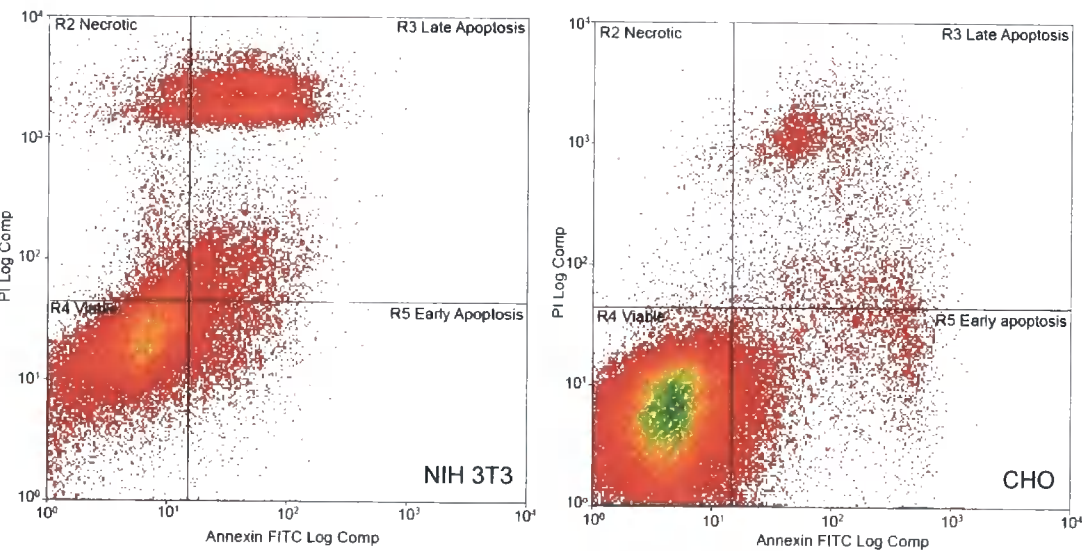 10⁴
R2 Necrotic
R3 Late Apoptosis
10³
PI Log Comp
10²
R4 Viable
R5 Early Apoptosis
10¹
NIH 3T3
10⁰
10⁰ 10¹ 10² 10³ 10⁴
Annexin FITC Log Comp
10⁴
R2 Necrotic
R3 Late Apoptosis
10³
PI Log Comp
10²
R4 Viable
R5 Early apoptosis
10¹
CHO
10⁰
10⁰ 10¹ 10² 10³ 10⁴
Annexin FITC Log Comp